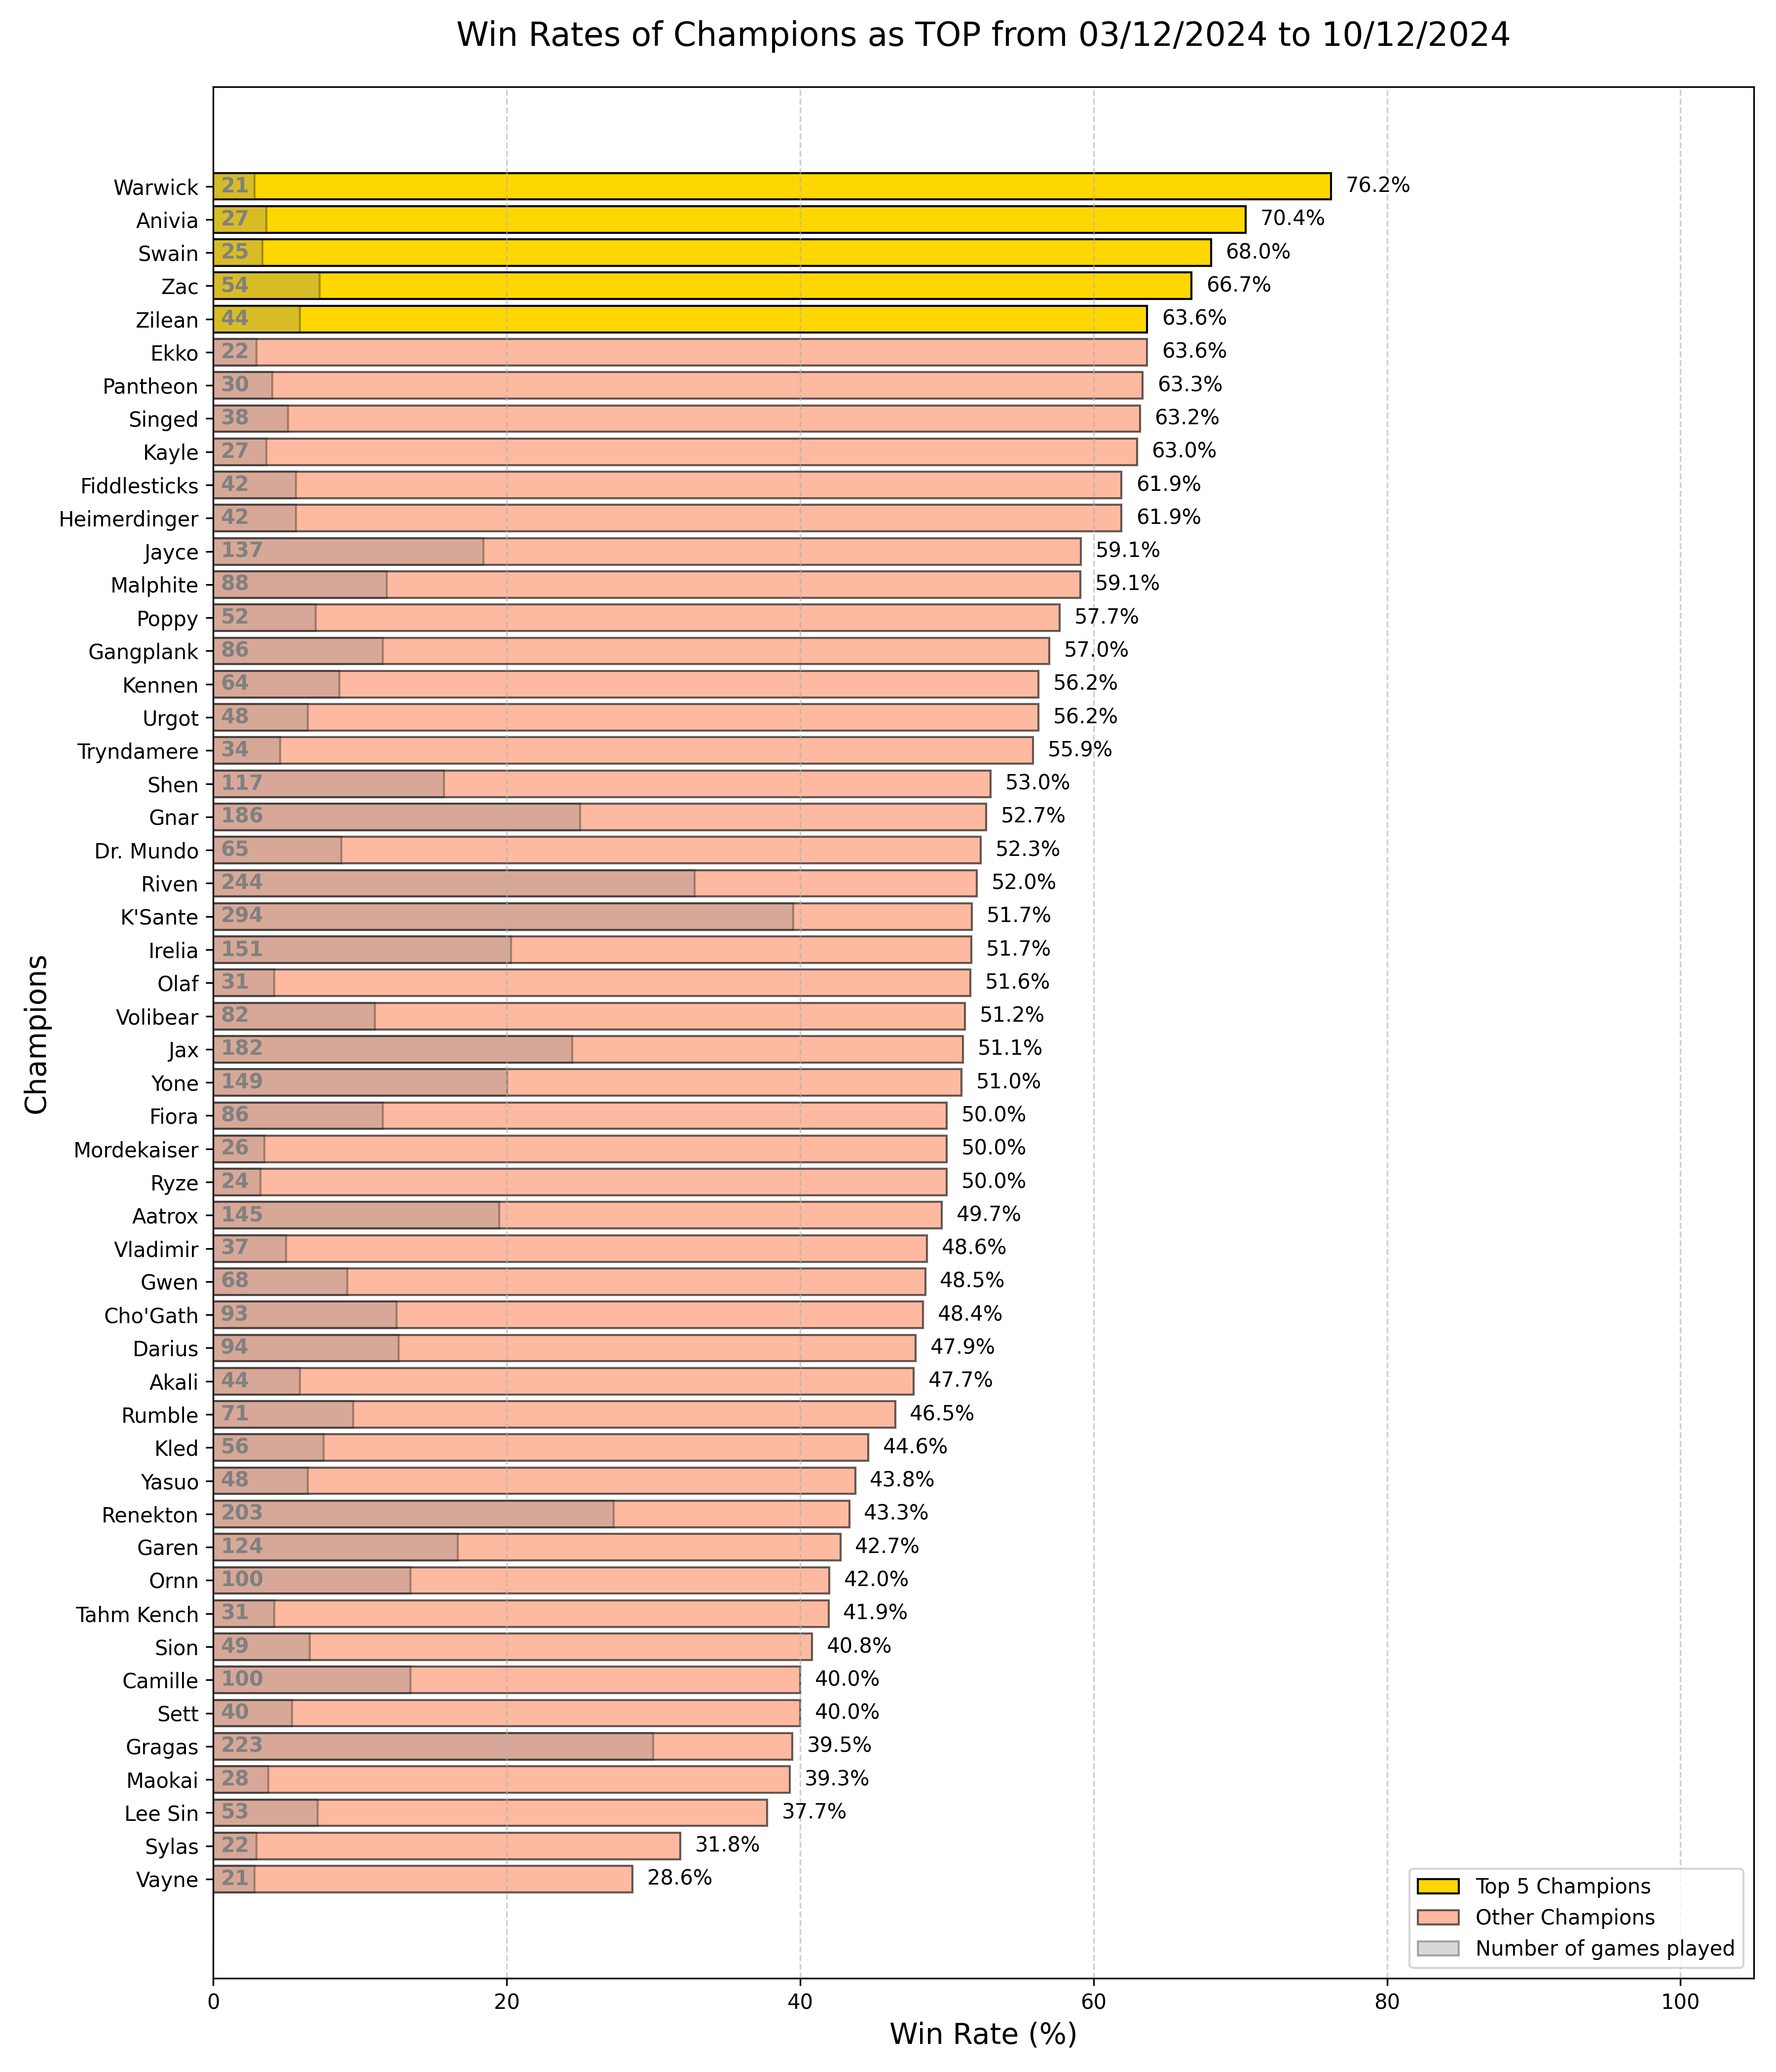 Win Rates of Champions as TOP from 03/12/2024 to 10/12/2024
Champions
Warwick 21 76.2%
Anivia 27 70.4%
Swain 25 68.0%
Zac 54 66.7%
Zilean 44 63.6%
Ekko 22 63.6%
Pantheon 30 63.3%
Singed 38 63.2%
Kayle 27 63.0%
Fiddlesticks 42 61.9%
Heimerdinger 42 61.9%
Jayce 137 59.1%
Malphite 88 59.1%
Poppy 52 57.7%
Gangplank 86 57.0%
Kennen 64 56.2%
Urgot 48 56.2%
Tryndamere 34 55.9%
Shen 117 53.0%
Gnar 186 52.7%
Dr. Mundo 65 52.3%
Riven 244 52.0%
K'Sante 294 51.7%
Irelia 151 51.7%
Olaf 31 51.6%
Volibear 82 51.2%
Jax 182 51.1%
Yone 149 51.0%
Fiora 86 50.0%
Mordekaiser 26 50.0%
Ryze 24 50.0%
Aatrox 145 49.7%
Vladimir 37 48.6%
Gwen 68 48.5%
Cho'Gath 93 48.4%
Darius 94 47.9%
Akali 44 47.7%
Rumble 71 46.5%
Kled 56 44.6%
Yasuo 48 43.8%
Renekton 203 43.3%
Garen 124 42.7%
Ornn 100 42.0%
Tahm Kench 31 41.9%
Sion 49 40.8%
Camille 100 40.0%
Sett 40 40.0%
Gragas 223 39.5%
Maokai 28 39.3%
Lee Sin 53 37.7%
Sylas 22 31.8%
Vayne 21 28.6%
Top 5 Champions
Other Champions
Number of games played
0 20 40 60 80 100
Win Rate (%)